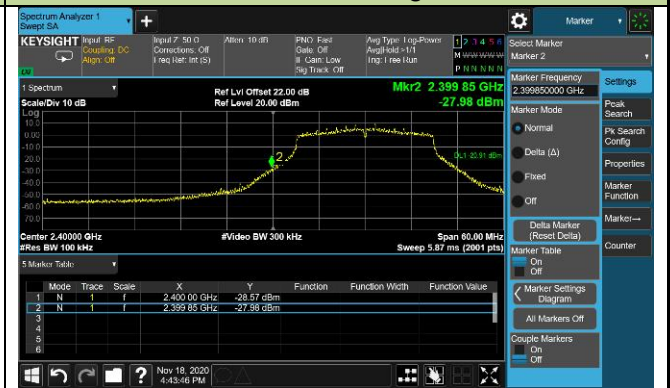 Spectrum Analyzer 1
Swept SA
+
Marker
KEYSIGHT
Input: RF
Coupling: DC
Align: Off
Input Z: 50 Ω
Corrections: Off
Freq Ref: Int (S)
Atten: 10 dB
PNO: Fast
Gate: Off
IF Gain: Low
Sig Track: Off
Avg Type: Log-Power
Avg|Hold:>1/1
Trig: Free Run
1 2 3 4 5 6
M W W W W W
P N N N N N
Select Marker
Marker 2
1 Spectrum
Scale/Div 10 dB
Ref Lvl Offset 22.00 dB
Ref Level 20.00 dBm
Mkr2 2.399 85 GHz
-27.98 dBm
Marker Frequency
2.399850000 GHz
Settings
Log
10.0
0.00
-10.0
-20.0
-30.0
-40.0
-50.0
-60.0
-70.0
2
DL1 -20.91 dBm
Marker Mode
Normal
Delta (Δ)
Fixed
Off
Peak
Search
Pk Search
Config
Properties
Marker
Function
Marker→
Counter
Center 2.40000 GHz
#Res BW 100 kHz
#Video BW 300 kHz
Span 60.00 MHz
Sweep 5.87 ms (2001 pts)
Delta Marker
(Reset Delta)
Marker Table
On
Off
5 Marker Table
Mode Trace Scale X Y Function Function Width Function Value
1 N 1 f 2.400 00 GHz -28.57 dBm
2 N 1 f 2.399 85 GHz -27.98 dBm
3
4
5
6
Marker Settings
Diagram
All Markers Off
Couple Markers
On
Off
?
Nov 18, 2020
4:43:46 PM